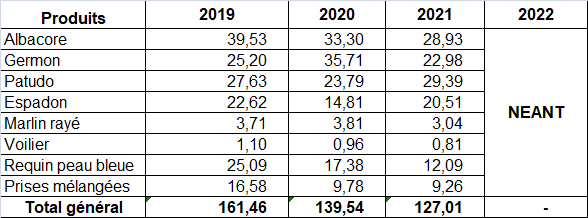 Produits 2019 2020 2021 2022
Albacore 39,53 33,30 28,93
Germon 25,20 35,71 22,98
Patudo 27,63 23,79 29,39
Espadon 22,62 14,81 20,51
NEANT
Marlin rayé 3,71 3,81 3,04
Voilier 1,10 0,96 0,81
Requin peau bleue 25,09 17,38 12,09
Prises mélangées 16,58 9,78 9,26
Total général 161,46 139,54 127,01 -